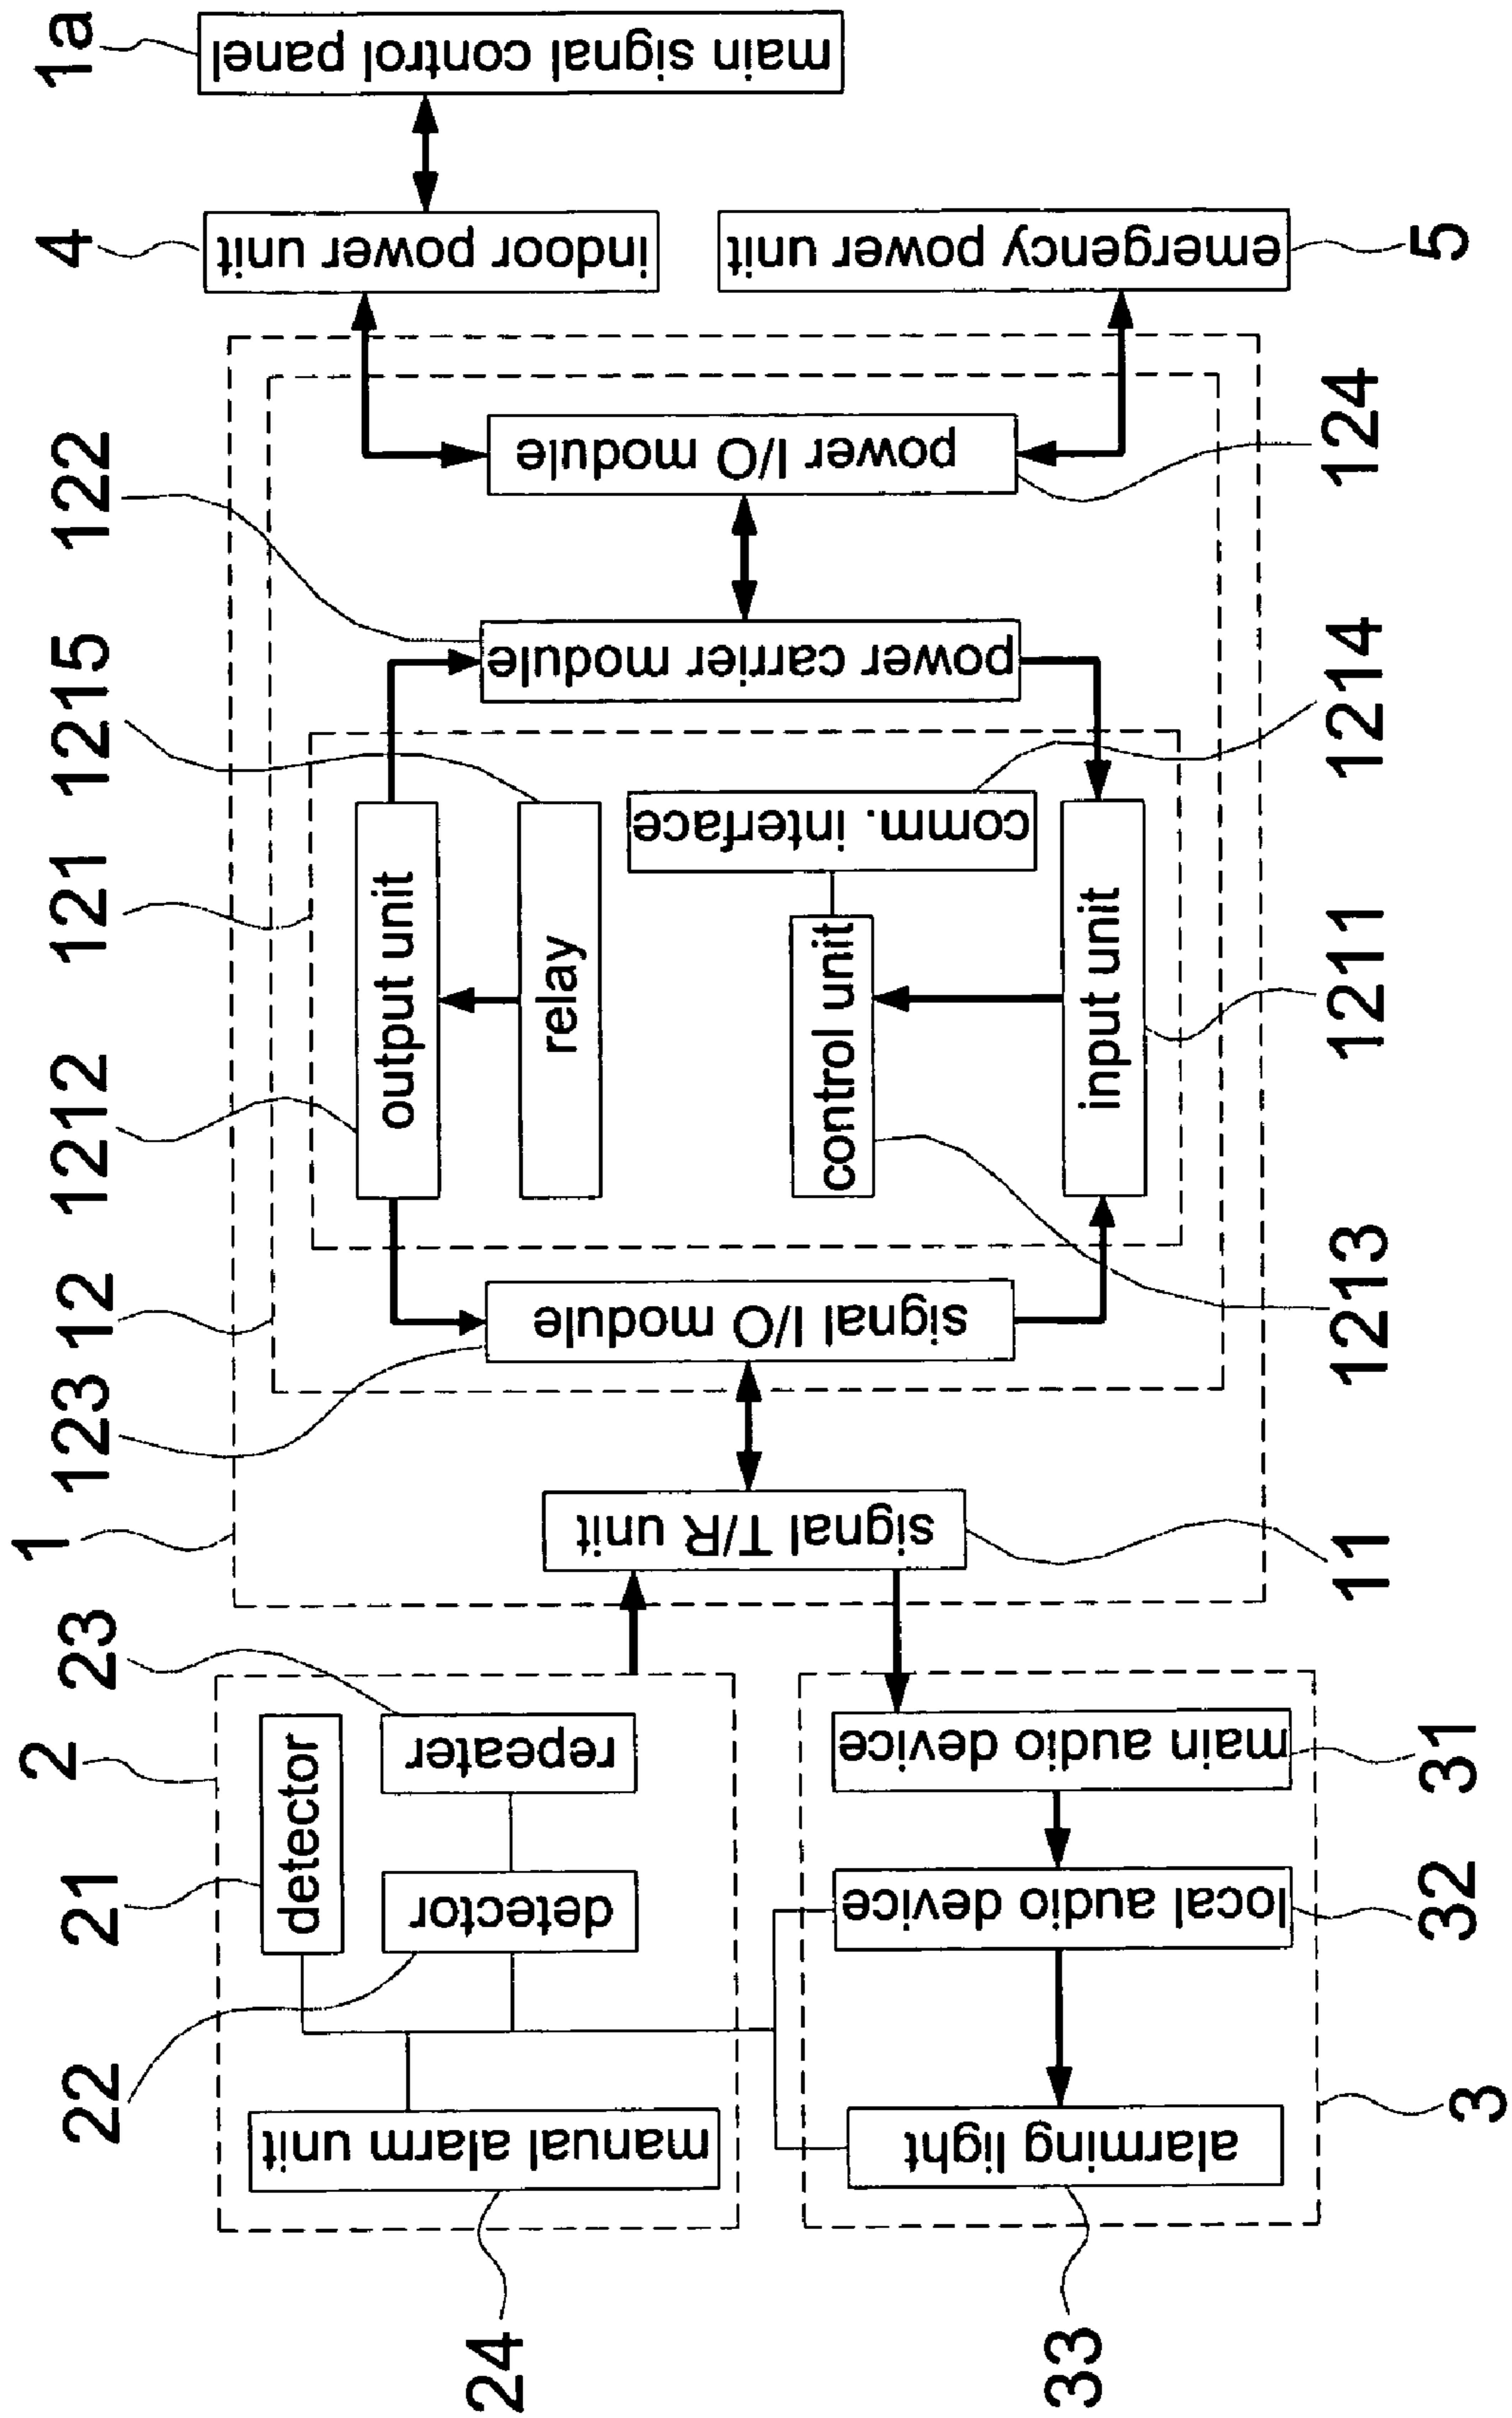 1a
main signal control panel
4
indoor power unit
emergency power unit
5
122
power I/O module
124
power carrier module
1215
1214
121
output unit
relay
comm. interface
control unit
input unit
1211
1212
12
signal I/O module
1213
123
1
signal T/R unit
11
23
2
detector
repeater
main audio device
31
21
detector
local audio device
32
22
manual alarm unit
alarming light
3
24
33